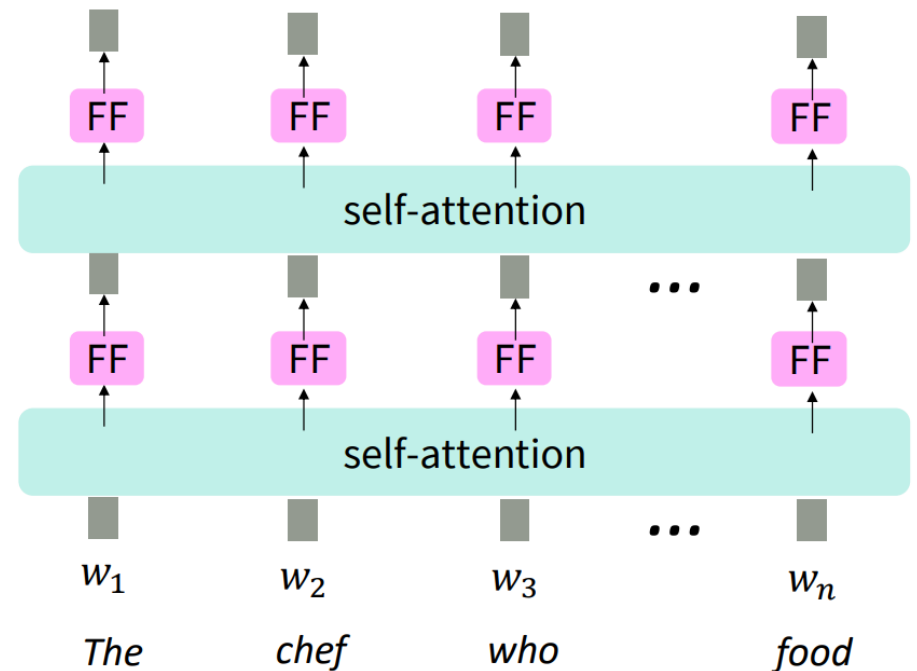 FF FF FF FF
self-attention
...
FF FF FF FF
self-attention
...
w₁ w₂ w₃ wₙ
The chef who food